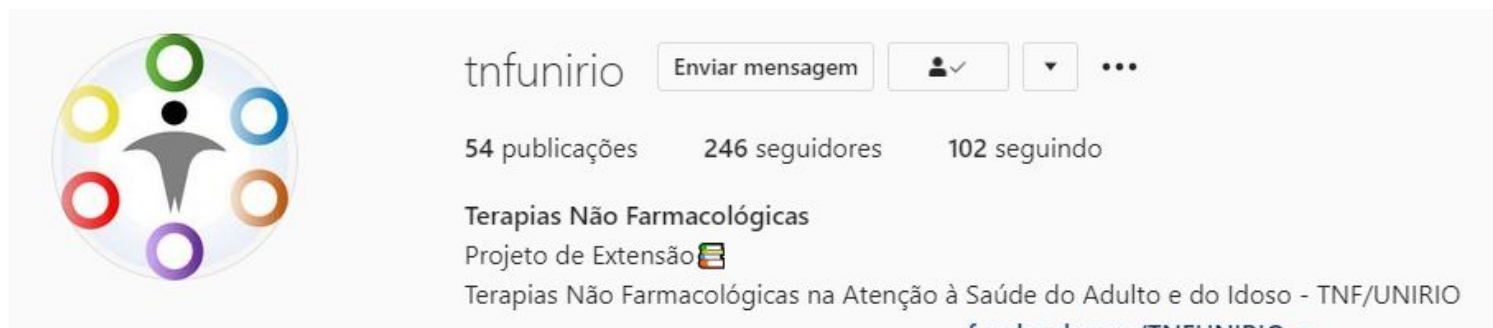 tnfunirio Enviar mensagem
54 publicações 246 seguidores 102 seguindo
Terapias Não Farmacológicas
Projeto de Extensão
Terapias Não Farmacológicas na Atenção à Saúde do Adulto e do Idoso - TNF/UNIRIO